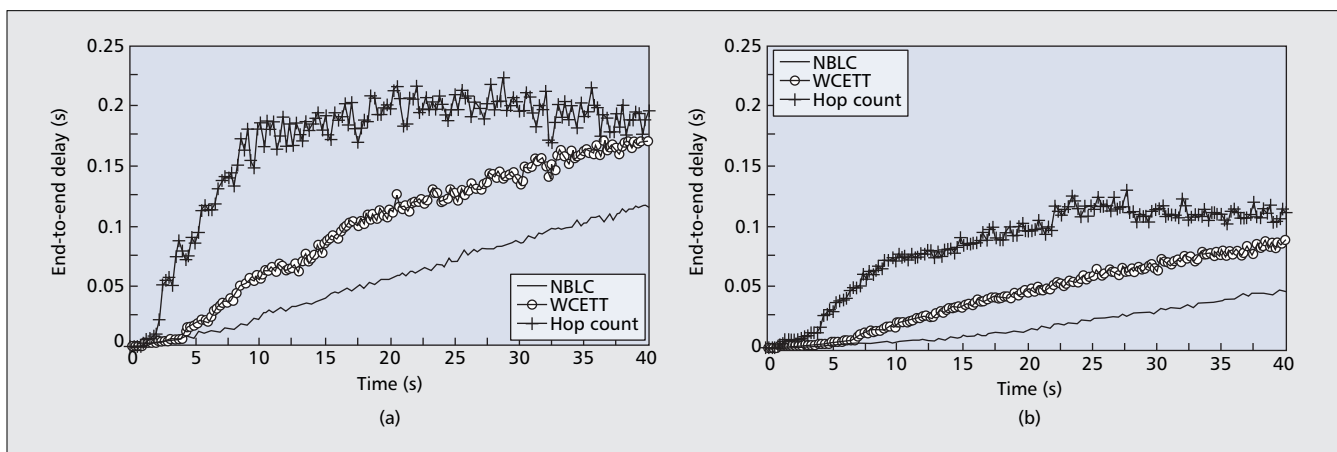 0.25
0.2
0.15
0.1
0.05
0
End-to-end delay (s)
NBLC
WCETT
Hop count
0 5 10 15 20 25 30 35 40
Time (s)
(a)
0.25
0.2
0.15
0.1
0.05
0
End-to-end delay (s)
NBLC
WCETT
Hop count
0 5 10 15 20 25 30 35 40
Time (s)
(b)